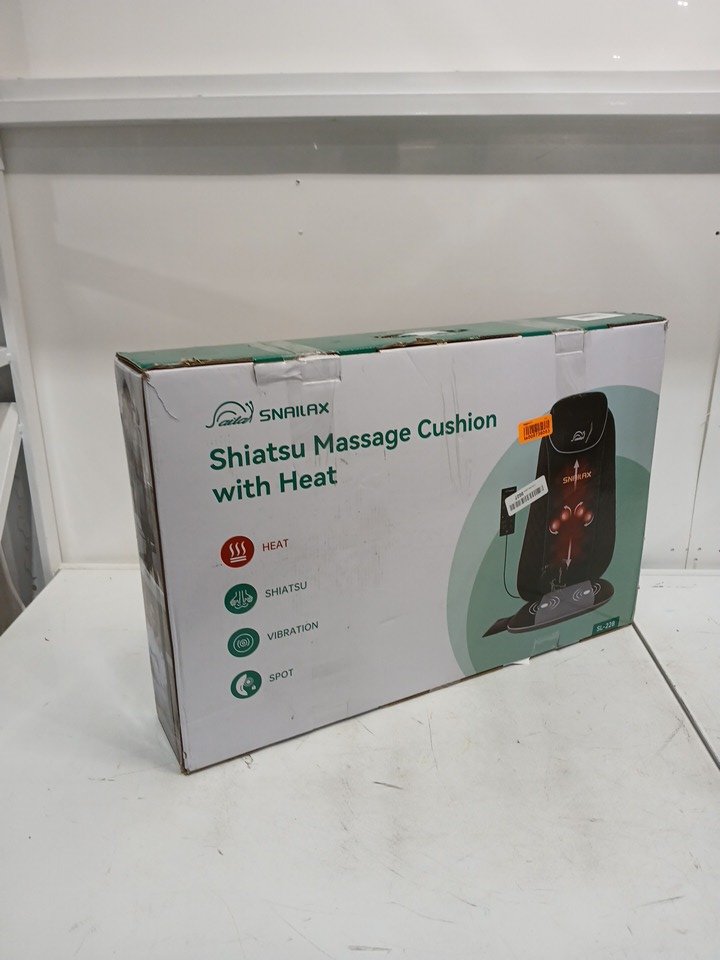 SNAILAX
Shiatsu Massage Cushion
with Heat
HEAT
SHIATSU
VIBRATION
SPOT
SNAILAX
SL-228